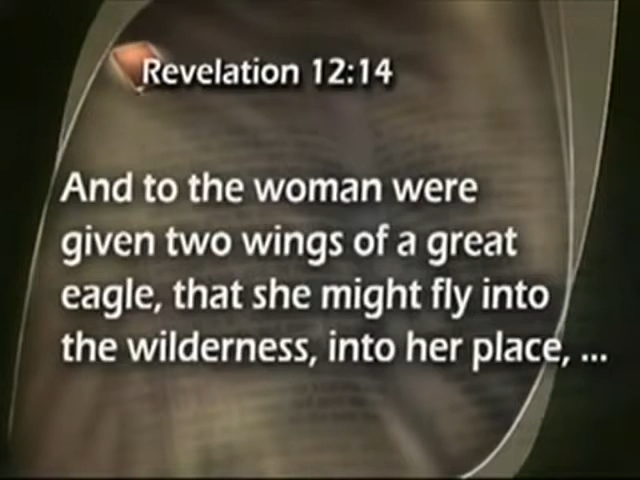 Revelation 12:14
And to the woman were
given two wings of a great
eagle, that she might fly into
the wilderness, into her place, ...